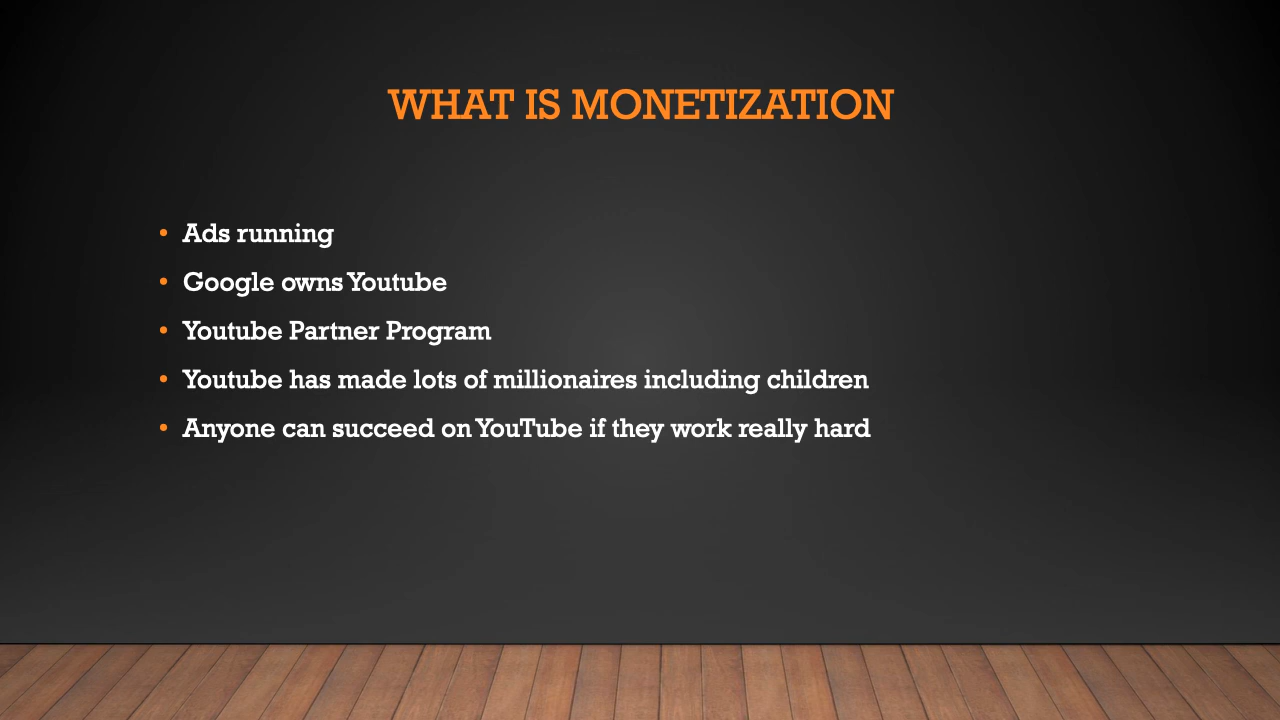 WHAT IS MONETIZATION
• Ads running
• Google owns Youtube
• Youtube Partner Program
• Youtube has made lots of millionaires including children
• Anyone can succeed on YouTube if they work really hard